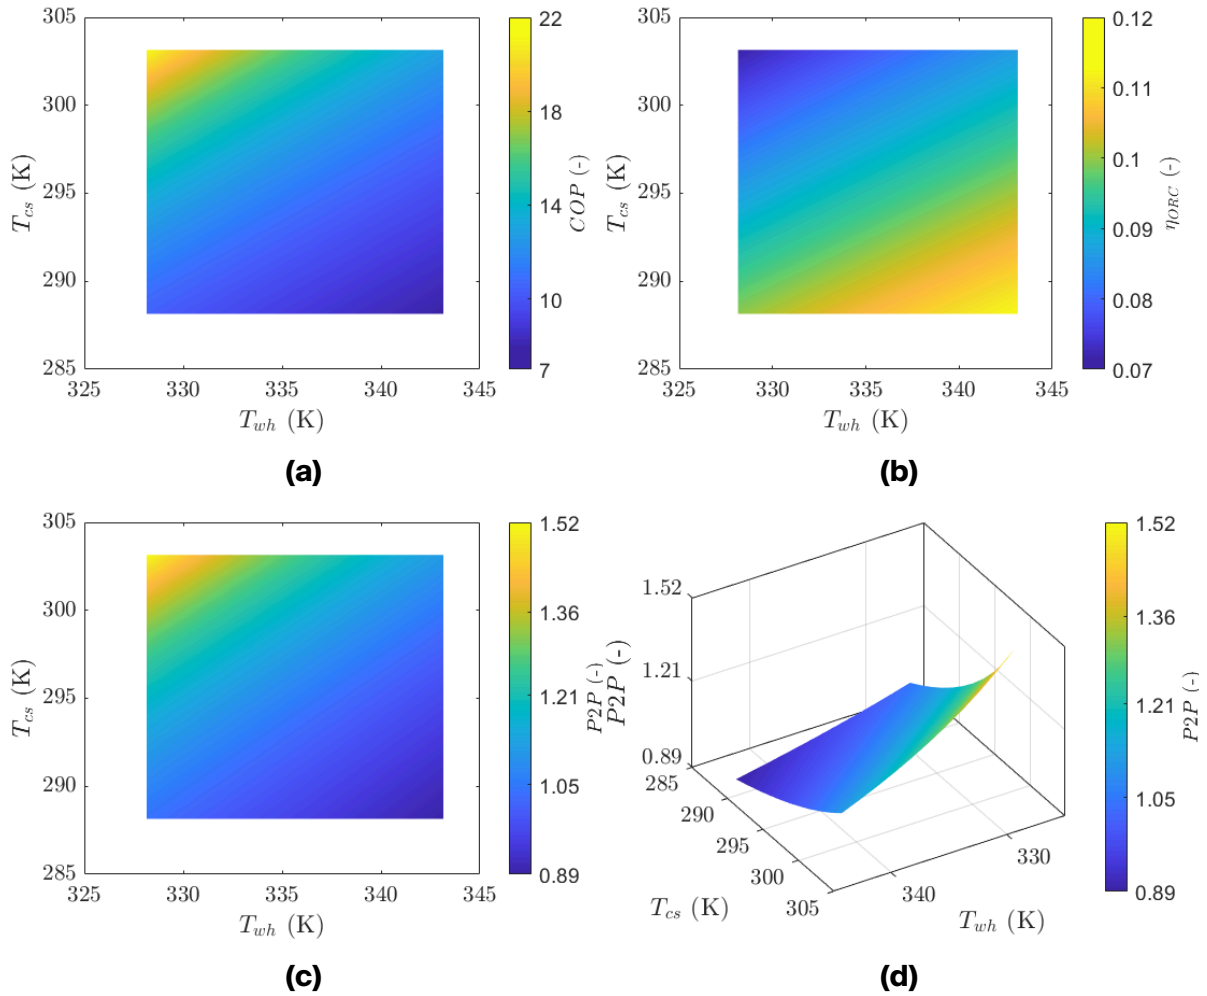 305
300
295
290
285
T_cs (K)
325 330 335 340 345
T_wh (K)
22
18
14
10
7
COP (-)
(a)
305
300
295
290
285
T_cs (K)
325 330 335 340 345
T_wh (K)
0.12
0.11
0.1
0.09
0.08
0.07
η_ORC (-)
(b)
305
300
295
290
285
T_cs (K)
325 330 335 340 345
T_wh (K)
1.52
1.36
1.21
1.05
0.89
P2P (-)
(c)
1.52
1.21
0.89
P2P (-)
285
290
295
300
305
T_cs (K)
340
330
T_wh (K)
1.52
1.36
1.21
1.05
0.89
P2P (-)
(d)